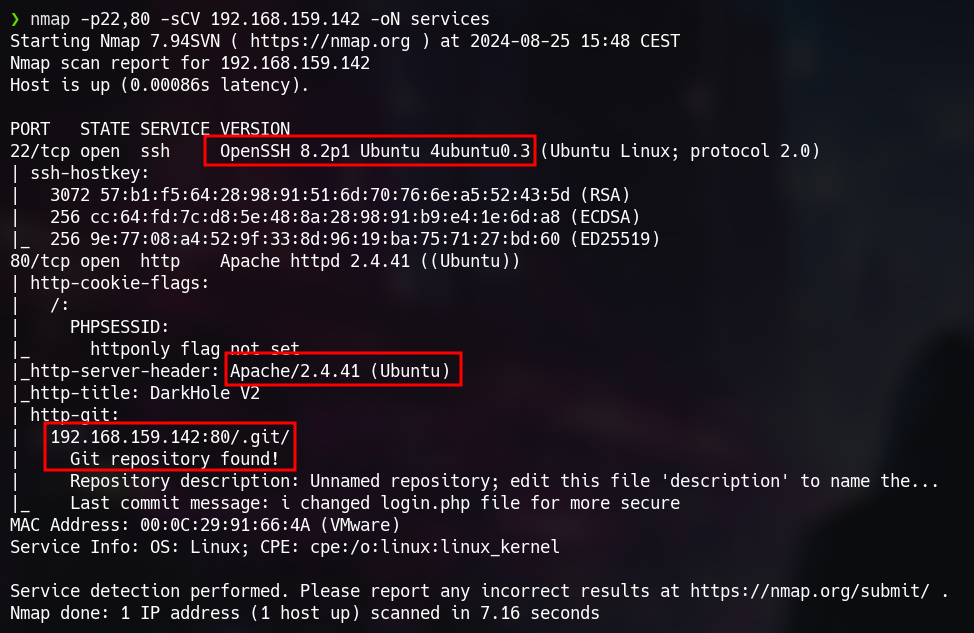 ❯ nmap -p22,80 -sCV 192.168.159.142 -oN services
Starting Nmap 7.94SVN ( https://nmap.org ) at 2024-08-25 15:48 CEST
Nmap scan report for 192.168.159.142
Host is up (0.00086s latency).

PORT   STATE SERVICE VERSION
22/tcp open  ssh     OpenSSH 8.2p1 Ubuntu 4ubuntu0.3 (Ubuntu Linux; protocol 2.0)
| ssh-hostkey:
|   3072 57:b1:f5:64:28:98:91:51:6d:70:76:6e:a5:52:43:5d (RSA)
|   256 cc:64:fd:7c:d8:5e:48:8a:28:98:91:b9:e4:1e:6d:a8 (ECDSA)
|_  256 9e:77:08:a4:52:9f:33:8d:96:19:ba:75:71:27:bd:60 (ED25519)
80/tcp open  http    Apache httpd 2.4.41 ((Ubuntu))
| http-cookie-flags:
|   /:
|     PHPSESSID:
|_      httponly flag not set
|_http-server-header: Apache/2.4.41 (Ubuntu)
|_http-title: DarkHole V2
| http-git:
|   192.168.159.142:80/.git/
|     Git repository found!
|     Repository description: Unnamed repository; edit this file 'description' to name the...
|_    Last commit message: i changed login.php file for more secure
MAC Address: 00:0C:29:91:66:4A (VMware)
Service Info: OS: Linux; CPE: cpe:/o:linux:linux_kernel

Service detection performed. Please report any incorrect results at https://nmap.org/submit/ .
Nmap done: 1 IP address (1 host up) scanned in 7.16 seconds